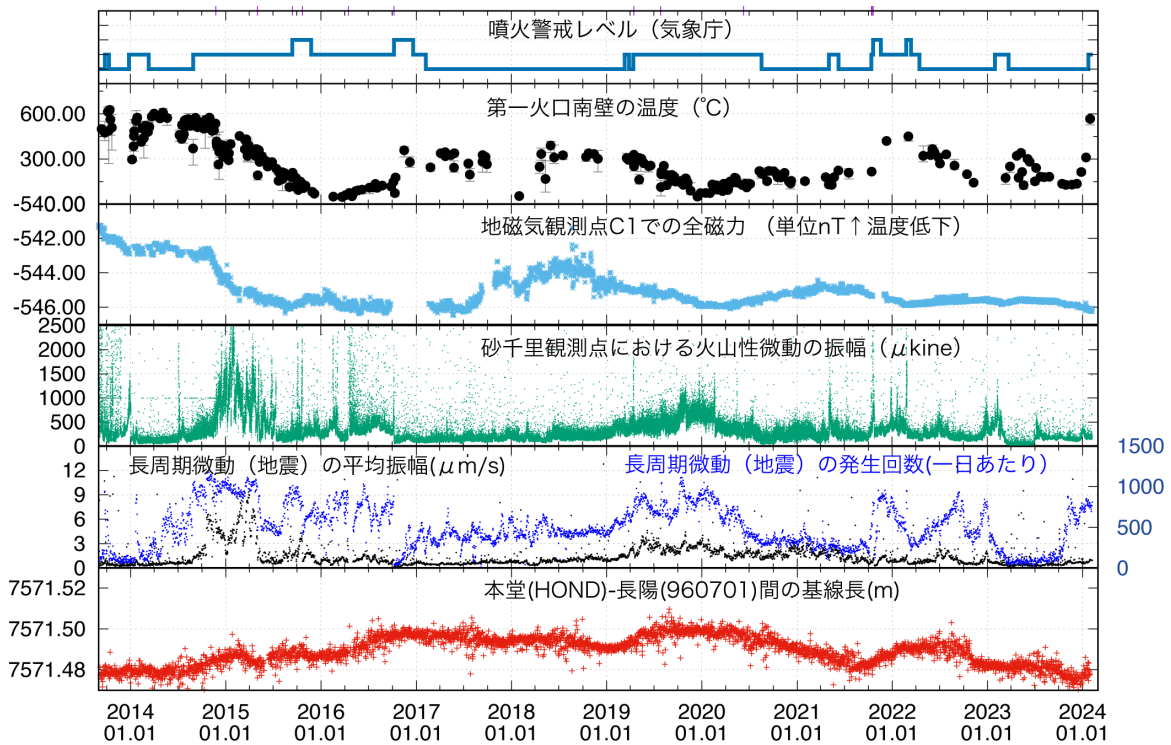 噴火警戒レベル（気象庁）
600.00
第一火口南壁の温度（℃）
300.00
-540.00
地磁気観測点C1での全磁力　（単位nT↑温度低下）
-542.00
-544.00
-546.00
2500
砂千里観測点における火山性微動の振幅（μkine）
2000
1500
1000
500
0
1500
長周期微動（地震）の平均振幅(μm/s)
長周期微動（地震）の発生回数(一日あたり）
12
9
6
3
0
1000
500
0
7571.52
本堂(HOND)-長陽(960701)間の基線長(m)
7571.50
7571.48
2014 2015 2016 2017 2018 2019 2020 2021 2022 2023 2024
01.01 01.01 01.01 01.01 01.01 01.01 01.01 01.01 01.01 01.01 01.01